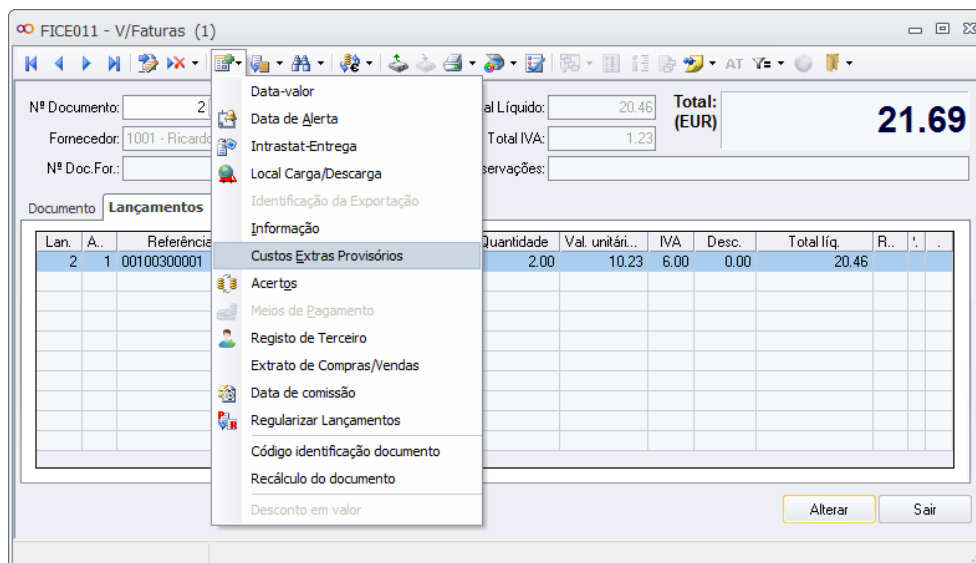 FICE011 - V/Faturas (1)
AT
Nº Documento: 2
al Líquido: 20.46
Total:
(EUR)
21.69
Fornecedor: 1001 - Ricardo
Total IVA: 1.23
Nº Doc.For.:
servações:
Documento Lançamentos
Lan. A.. Referência Quantidade Val. unitári... IVA Desc. Total líq. R.. '. .
2 1 00100300001 2.00 10.23 6.00 0.00 20.46
Data-valor
Data de Alerta
Intrastat-Entrega
Local Carga/Descarga
Identificação da Exportação
Informação
Custos Extras Provisórios
Acertos
Meios de Pagamento
Registo de Terceiro
Extrato de Compras/Vendas
Data de comissão
Regularizar Lançamentos
Código identificação documento
Recálculo do documento
Desconto em valor
Alterar Sair